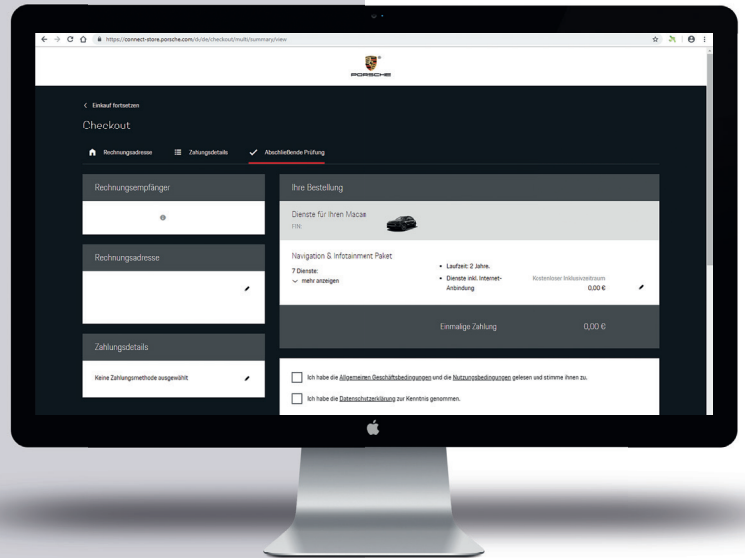 https://connect-store.porsche.com/di/de/checkout/multi/summary/view
PORSCHE
Einkauf fortsetzen
Checkout
Rechnungsadresse
Zahlungsdetails
Abschließende Prüfung
Rechnungsempfänger
Rechnungsadresse
Zahlungsdetails
Keine Zahlungsmethode ausgewählt
Ihre Bestellung
Dienste für Ihren Macan
Navigation & Infotainment Paket
7 Dienste:
mehr anzeigen
• Laufzeit: 2 Jahre.
• Dienste inkl. Internet-
Anbindung
Kostenloser Inklusivzeitraum
0,00 €
Einmalige Zahlung 0,00 €
Ich habe die Allgemeinen Geschäftsbedingungen und die Nutzungsbedingungen gelesen und stimme ihnen zu.
Ich habe die Datenschutzerklärung zur Kenntnis genommen.